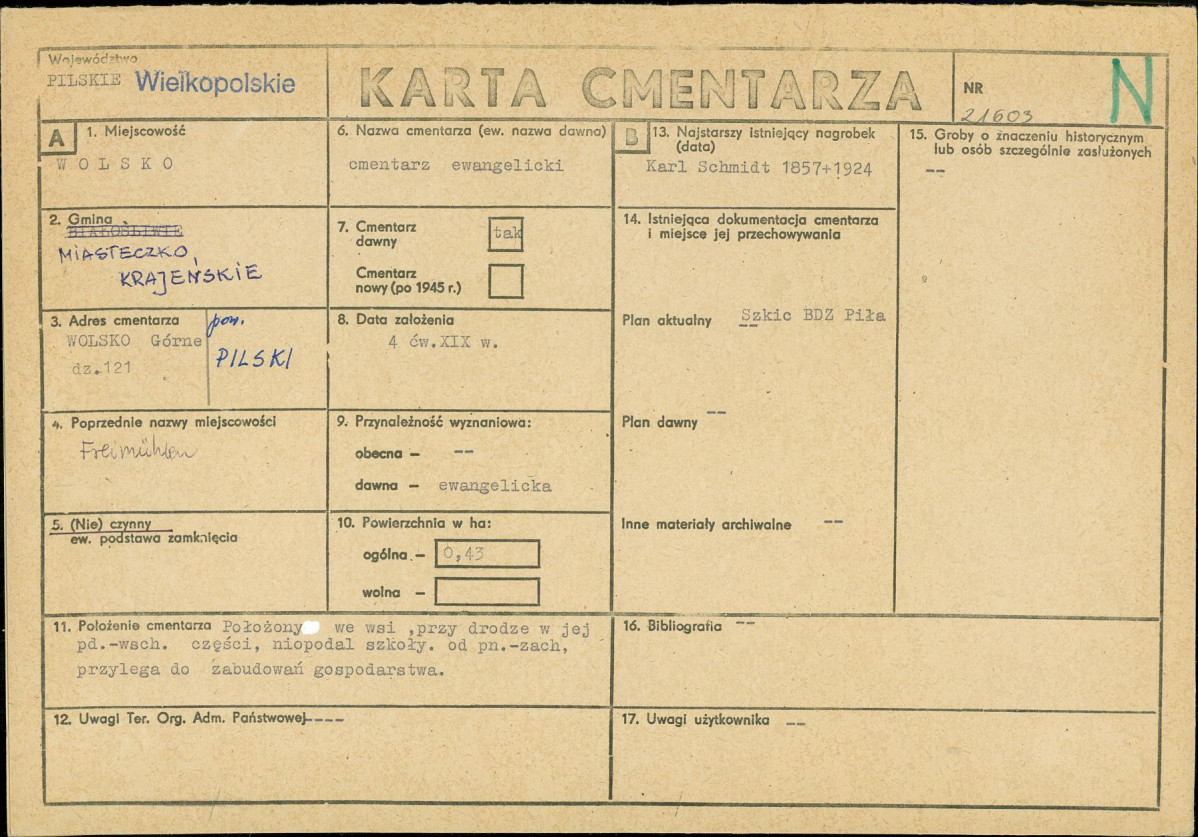 Województwo
PILSKIE Wielkopolskie
KARTA CMENTARZA
NR
21603
N
A
1. Miejscowość
WOLSKO
2. Gmina
BIAŁOŚLIWIE
MIASTECZKO
KRAJEŃSKIE
3. Adres cmentarza
WOLSKO Górne
dz.121
pow.
PILSKI
4. Poprzednie nazwy miejscowości
Freimühlen
5. (Nie) czynny
ew. podstawa zamknięcia
6. Nazwa cmentarza (ew. nazwa dawna)
cmentarz ewangelicki
7. Cmentarz
dawny
tak
Cmentarz
nowy (po 1945 r.)
8. Data założenia
4 ćw.XIX w.
9. Przynależność wyznaniowa:
obecna – --
dawna – ewangelicka
10. Powierzchnia w ha:
ogólna – 0,43
wolna –
11. Położenie cmentarza Położony we wsi ,przy drodze w jej
pd.-wsch. części, niopodal szkoły. od pn.-zach,
przylega do zabudowań gospodarstwa.
12. Uwagi Ter. Org. Adm. Państwowej----
B
13. Najstarszy istniejący nagrobek
(data)
Karl Schmidt 1857+1924
14. Istniejąca dokumentacja cmentarza
i miejsce jej przechowywania
Plan aktualny -- Szkic BDZ Piła
Plan dawny --
Inne materiały archiwalne --
15. Groby o znaczeniu historycznym
lub osób szczególnie zasłużonych
--
16. Bibliografia --
17. Uwagi użytkownika --